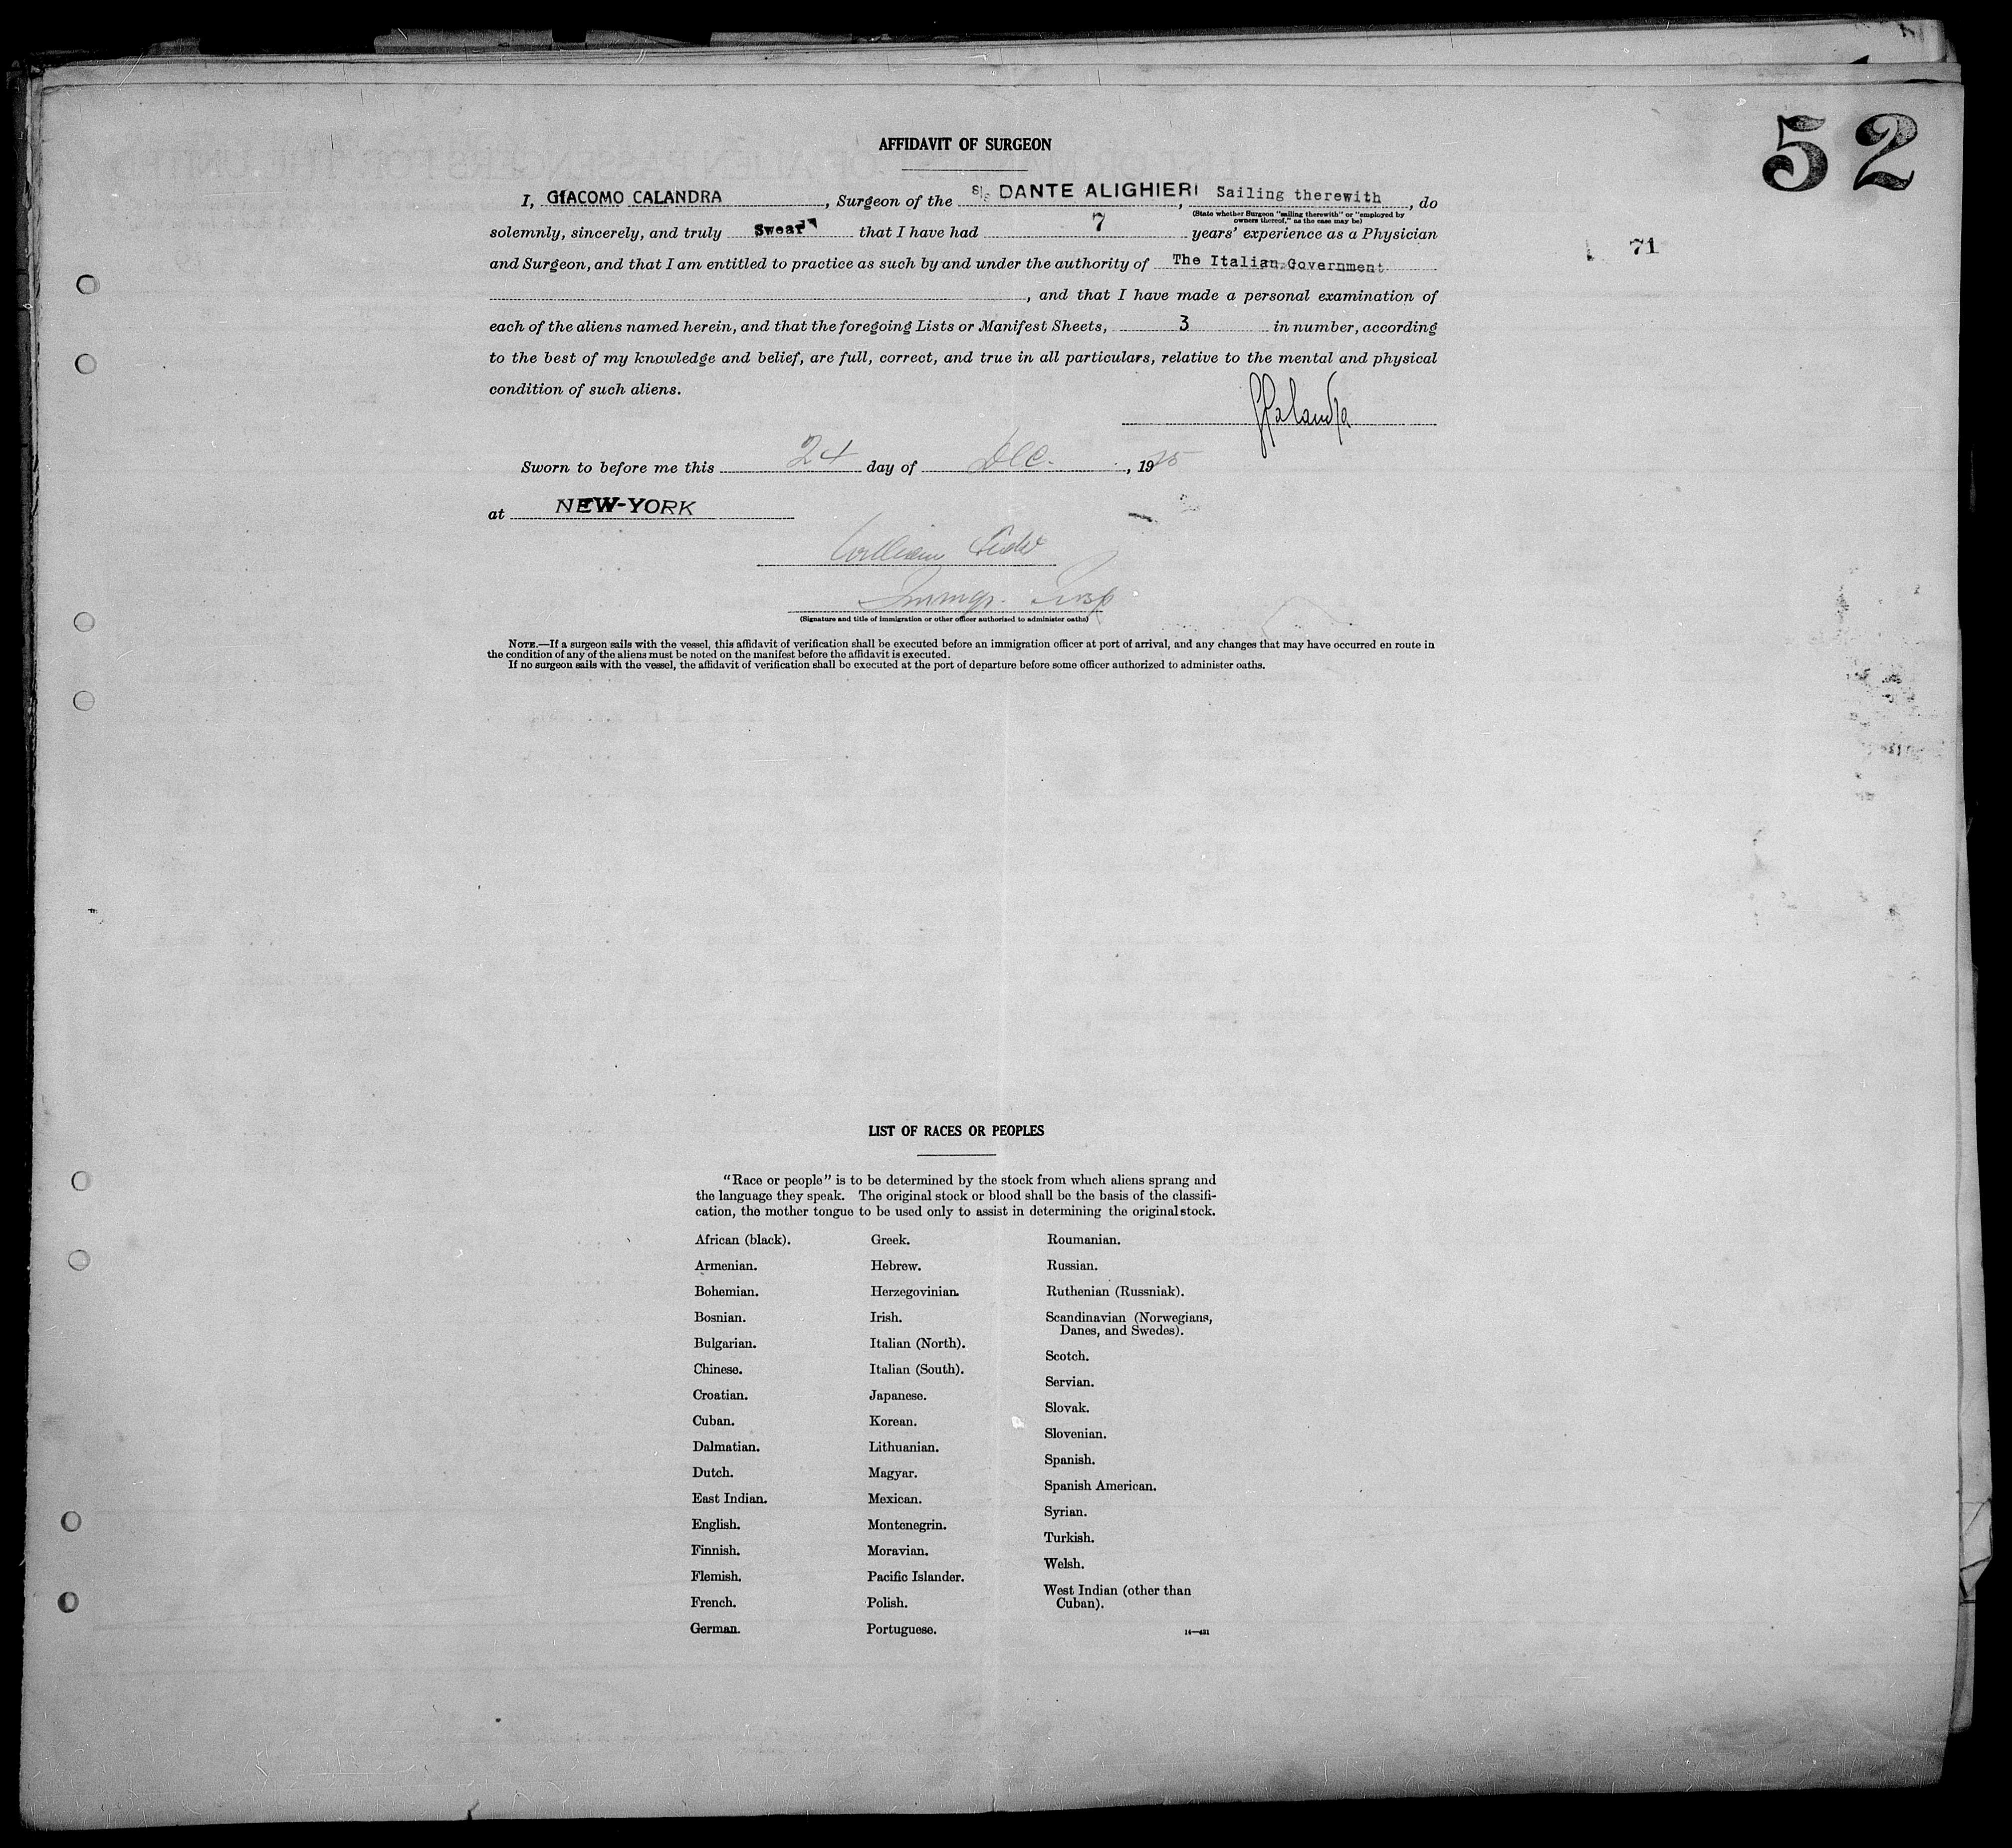 52
AFFIDAVIT OF SURGEON
I, GIACOMO CALANDRA, Surgeon of the S/S DANTE ALIGHIERI, Sailing therewith, do
(State whether Surgeon "sailing therewith" or "employed by
owners thereof," as the case may be)
solemnly, sincerely, and truly Swear that I have had 7 years' experience as a Physician
71
and Surgeon, and that I am entitled to practice as such by and under the authority of The Italian Government
, and that I have made a personal examination of
each of the aliens named herein, and that the foregoing Lists or Manifest Sheets, 3 in number, according
to the best of my knowledge and belief, are full, correct, and true in all particulars, relative to the mental and physical
condition of such aliens.
GCalandra
Sworn to before me this 24 day of Dec., 1925
at NEW-YORK
William
Immgr. Insp
(Signature and title of immigration or other officer authorized to administer oaths)
NOTE.—If a surgeon sails with the vessel, this affidavit of verification shall be executed before an immigration officer at port of arrival, and any changes that may have occurred en route in
the condition of any of the aliens must be noted on the manifest before the affidavit is executed.
If no surgeon sails with the vessel, the affidavit of verification shall be executed at the port of departure before some officer authorized to administer oaths.
LIST OF RACES OR PEOPLES
"Race or people" is to be determined by the stock from which aliens sprang and
the language they speak. The original stock or blood shall be the basis of the classifi-
cation, the mother tongue to be used only to assist in determining the original stock.
African (black).
Armenian.
Bohemian.
Bosnian.
Bulgarian.
Chinese.
Croatian.
Cuban.
Dalmatian.
Dutch.
East Indian.
English.
Finnish.
Flemish.
French.
German.
Greek.
Hebrew.
Herzegovinian.
Irish.
Italian (North).
Italian (South).
Japanese.
Korean.
Lithuanian.
Magyar.
Mexican.
Montenegrin.
Moravian.
Pacific Islander.
Polish.
Portuguese.
Roumanian.
Russian.
Ruthenian (Russniak).
Scandinavian (Norwegians,
Danes, and Swedes).
Scotch.
Servian.
Slovak.
Slovenian.
Spanish.
Spanish American.
Syrian.
Turkish.
Welsh.
West Indian (other than
Cuban).
14—421